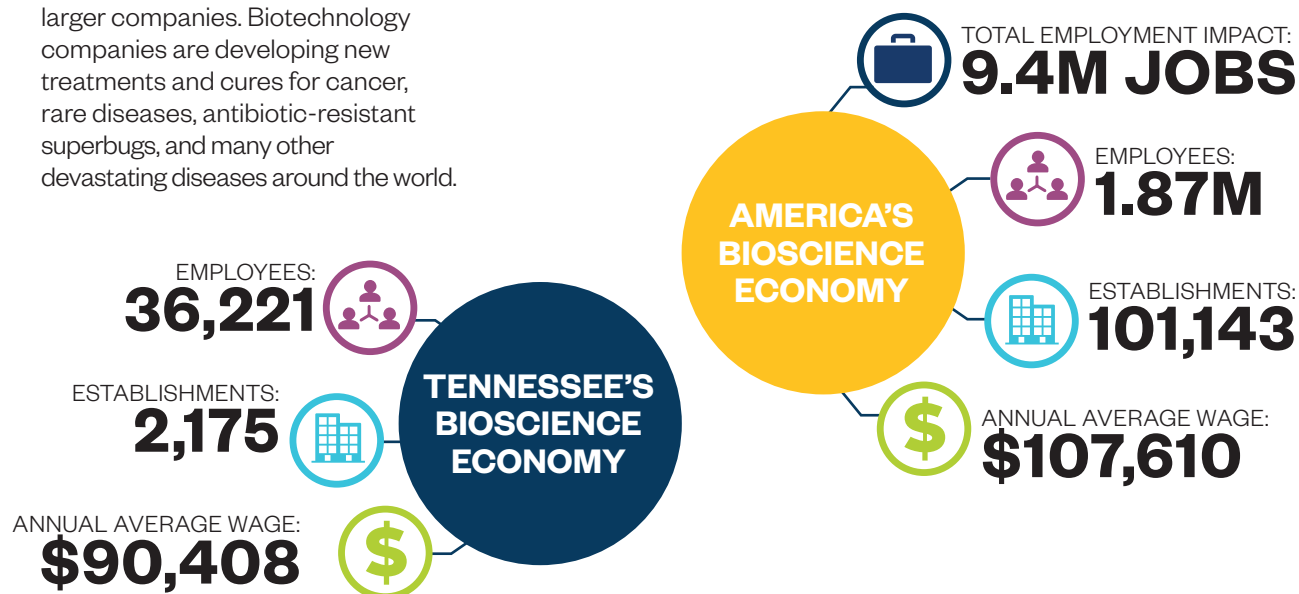 larger companies. Biotechnology
companies are developing new
treatments and cures for cancer,
rare diseases, antibiotic-resistant
superbugs, and many other
devastating diseases around the world.
TOTAL EMPLOYMENT IMPACT:
9.4M JOBS
EMPLOYEES:
1.87M
AMERICA'S
BIOSCIENCE
ECONOMY
ESTABLISHMENTS:
101,143
ANNUAL AVERAGE WAGE:
$107,610
EMPLOYEES:
36,221
ESTABLISHMENTS:
2,175
TENNESSEE'S
BIOSCIENCE
ECONOMY
ANNUAL AVERAGE WAGE:
$90,408